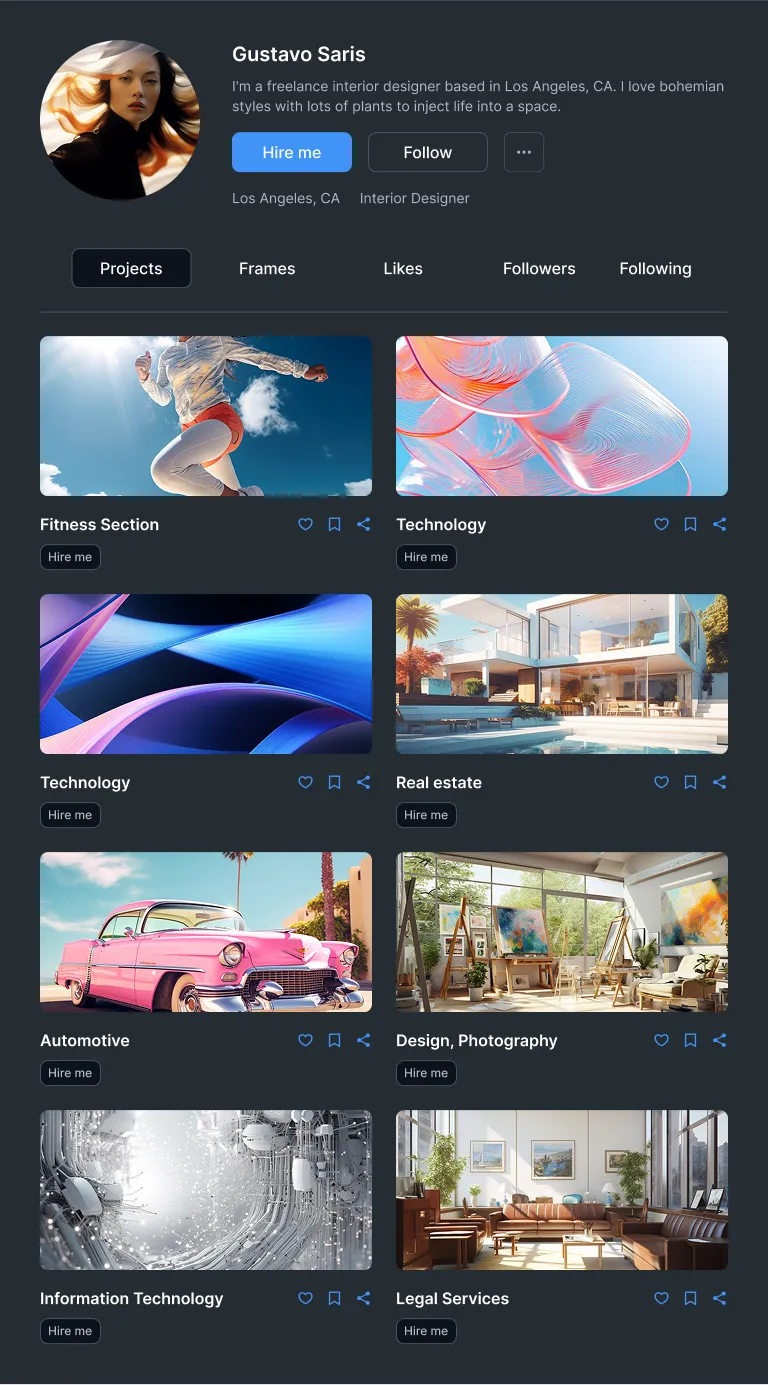 Gustavo Saris
I'm a freelance interior designer based in Los Angeles, CA. I love bohemian
styles with lots of plants to inject life into a space.
Hire me
Follow
Los Angeles, CA
Interior Designer
Projects
Frames
Likes
Followers
Following
Fitness Section
Hire me
Technology
Hire me
Technology
Hire me
Real estate
Hire me
Automotive
Hire me
Design, Photography
Hire me
Information Technology
Hire me
Legal Services
Hire me